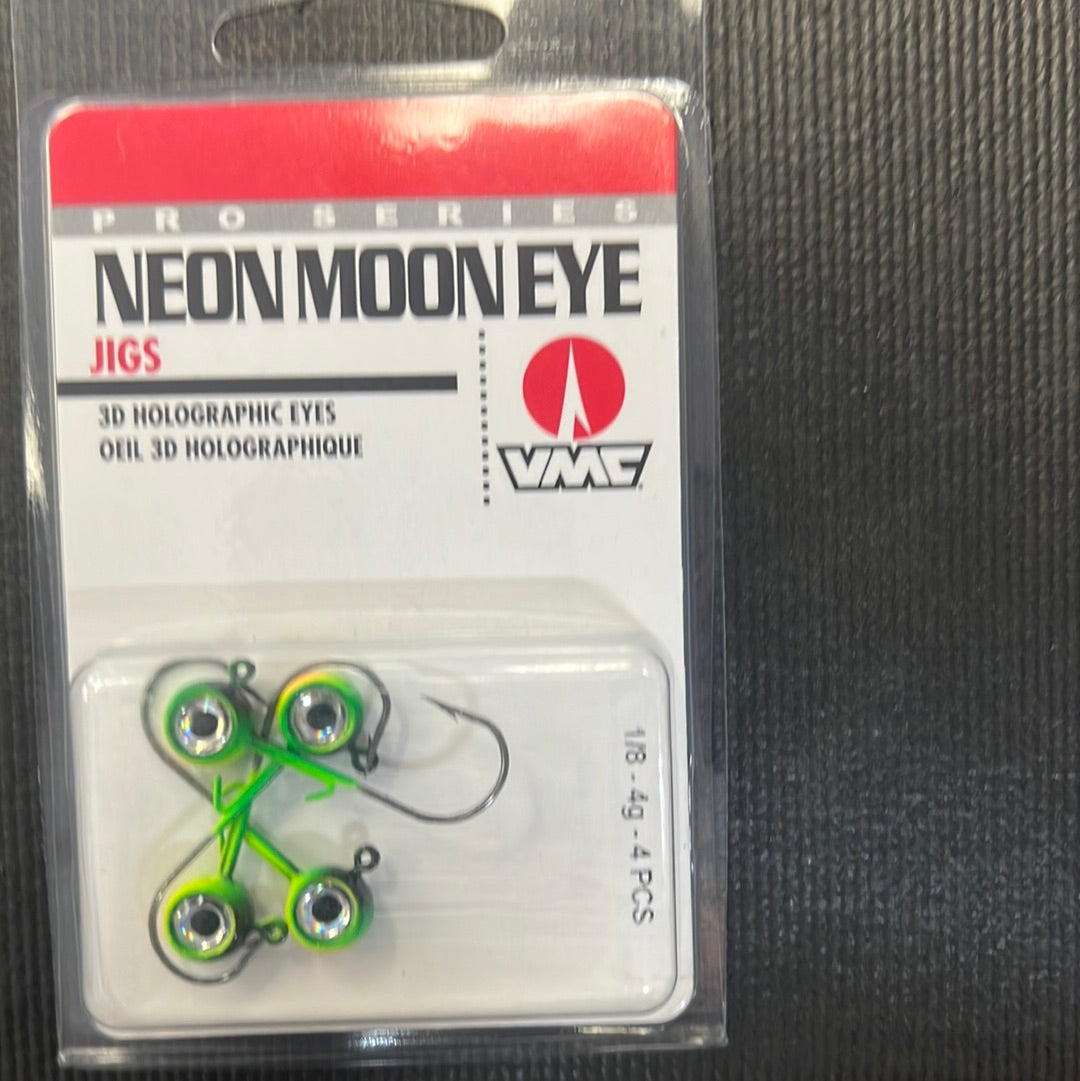 PRO SERIES
NEON MOON EYE
JIGS
3D HOLOGRAPHIC EYES
OEIL 3D HOLOGRAPHIQUE
VMC
1/8 - 4g - 4 PCS